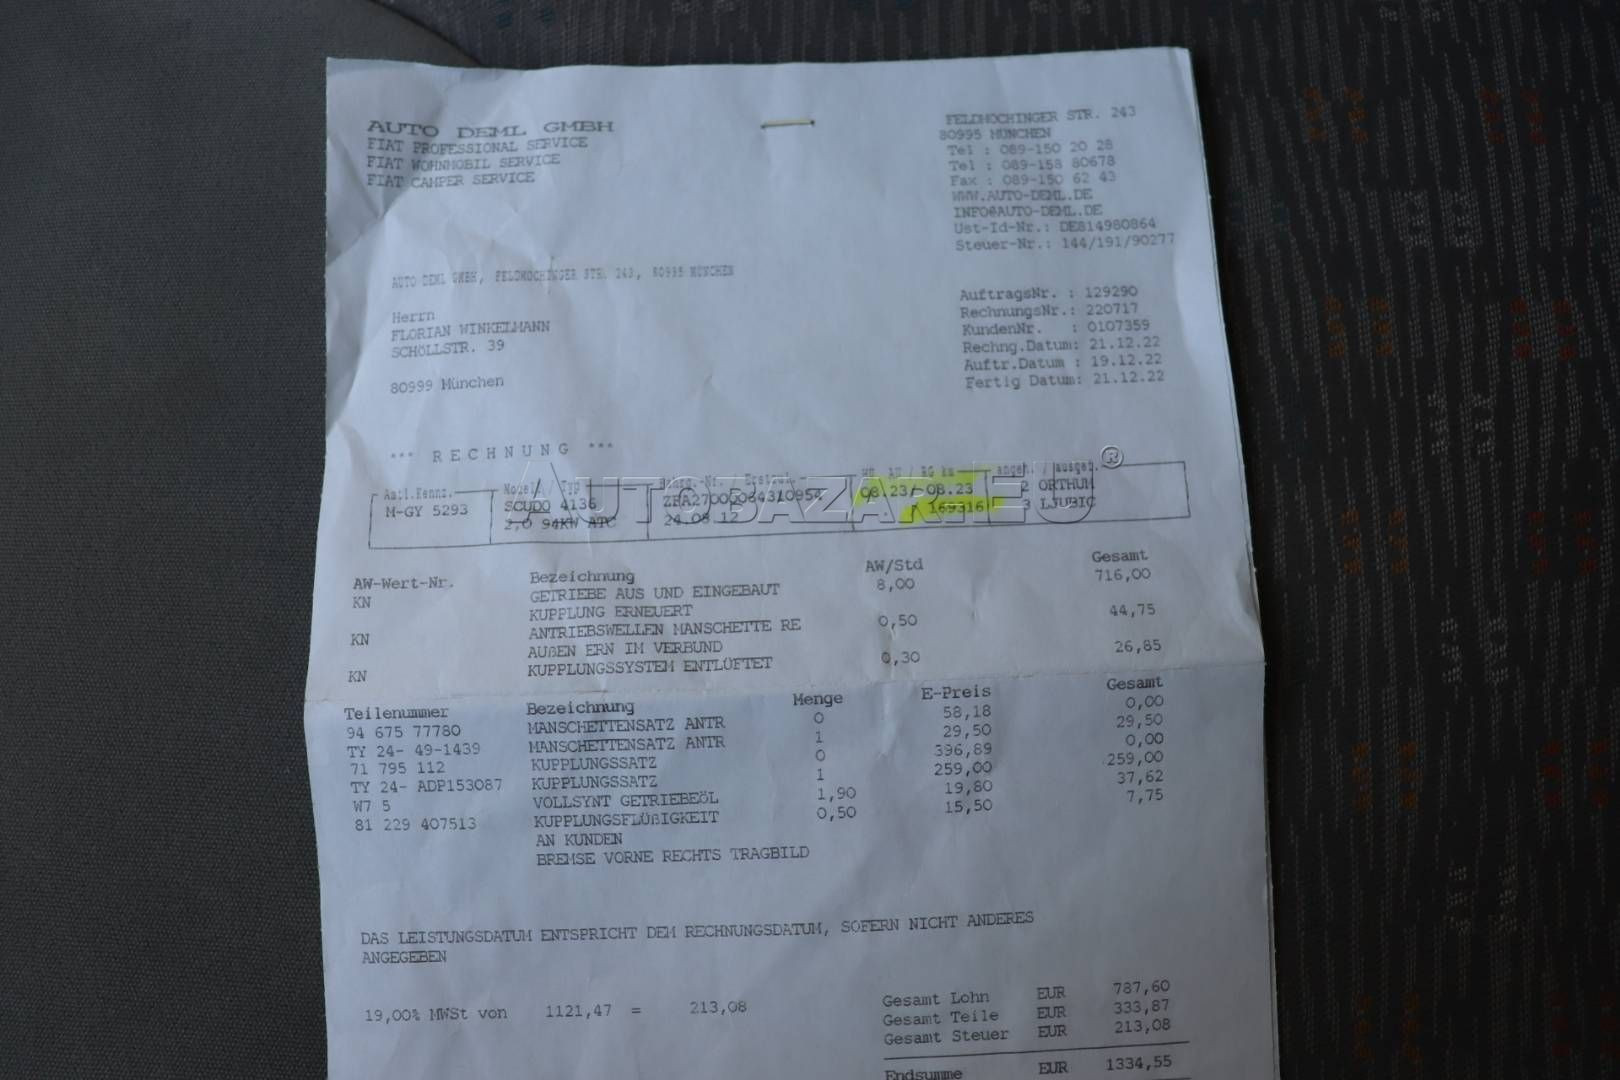 AUTO DEML GMBH
FIAT PROFESSIONAL SERVICE
FIAT WOHNMOBIL SERVICE
FIAT CAMPER SERVICE
FELDMOCHINGER STR. 243
80995 MÜNCHEN
Tel : 089-150 20 28
Tel : 089-158 80678
Fax : 089-150 62 43
WWW.AUTO-DEML.DE
INFO@AUTO-DEML.DE
Ust-Id-Nr.: DE814980864
Steuer-Nr.: 144/191/90277
AUTO DEML GMBH, FELDMOCHINGER STR. 243, 80995 MÜNCHEN
Herrn
FLORIAN WINKELMANN
SCHÖLLSTR. 39
80999 München
AuftragsNr. : 129290
RechnungsNr.: 220717
KundenNr. : 0107359
Rechng.Datum: 21.12.22
Auftr.Datum : 19.12.22
Fertig Datum: 21.12.22
*** RECHNUNG ***
AUTOBAZAR.EU®
Amtl.Kennz. Modell Typ Fahrg.-Nr. Erstzul. HU AU / RG km angen. / ausgef.
M-GY 5293 SCUDO 4136 08.23/ 08.23 2 ORTHUM
2,0 94KW ATC 24.08.12 169316 3 LJUBIC
AW-Wert-Nr. Bezeichnung AW/Std Gesamt
KN GETRIEBE AUS UND EINGEBAUT 8,00 716,00
KUPPLUNG ERNEUERT
KN ANTRIEBSWELLEN MANSCHETTE RE 0,50 44,75
AUßEN ERN IM VERBUND
KN KUPPLUNGSSYSTEM ENTLÜFTET 0,30 26,85
Teilenummer Bezeichnung Menge E-Preis Gesamt
94 675 77780 MANSCHETTENSATZ ANTR 0 58,18 0,00
TY 24- 49-1439 MANSCHETTENSATZ ANTR 1 29,50 29,50
71 795 112 KUPPLUNGSSATZ 0 396,89 0,00
TY 24- ADP153087 KUPPLUNGSSATZ 1 259,00 259,00
W7 5 VOLLSYNT GETRIEBEÖL 1,90 19,80 37,62
81 229 407513 KUPPLUNGSFLÜßIGKEIT 0,50 15,50 7,75
AN KUNDEN
BREMSE VORNE RECHTS TRAGBILD
DAS LEISTUNGSDATUM ENTSPRICHT DEM RECHNUNGSDATUM, SOFERN NICHT ANDERES
ANGEGEBEN
19,00% MWSt von 1121,47 = 213,08
Gesamt Lohn EUR 787,60
Gesamt Teile EUR 333,87
Gesamt Steuer EUR 213,08
Endsumme EUR 1334,55